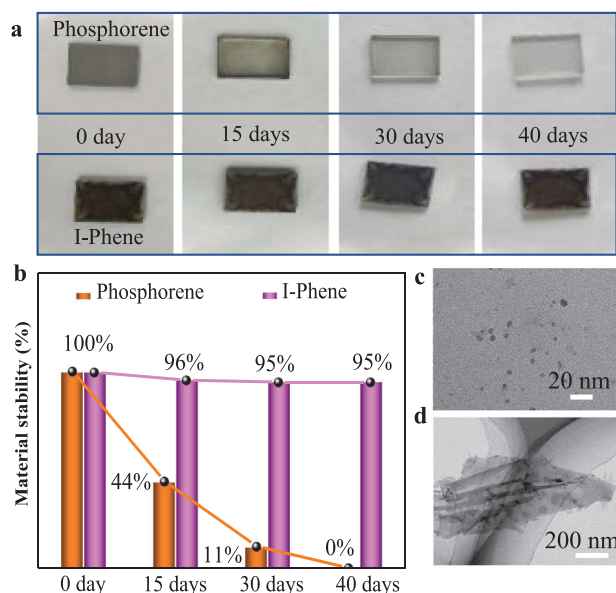 a
Phosphorene
0 day 15 days 30 days 40 days
I-Phene
b
Material stability (%)
Phosphorene I-Phene
100%
96%
95%
95%
44%
11%
0%
0 day 15 days 30 days 40 days
c
20 nm
d
200 nm